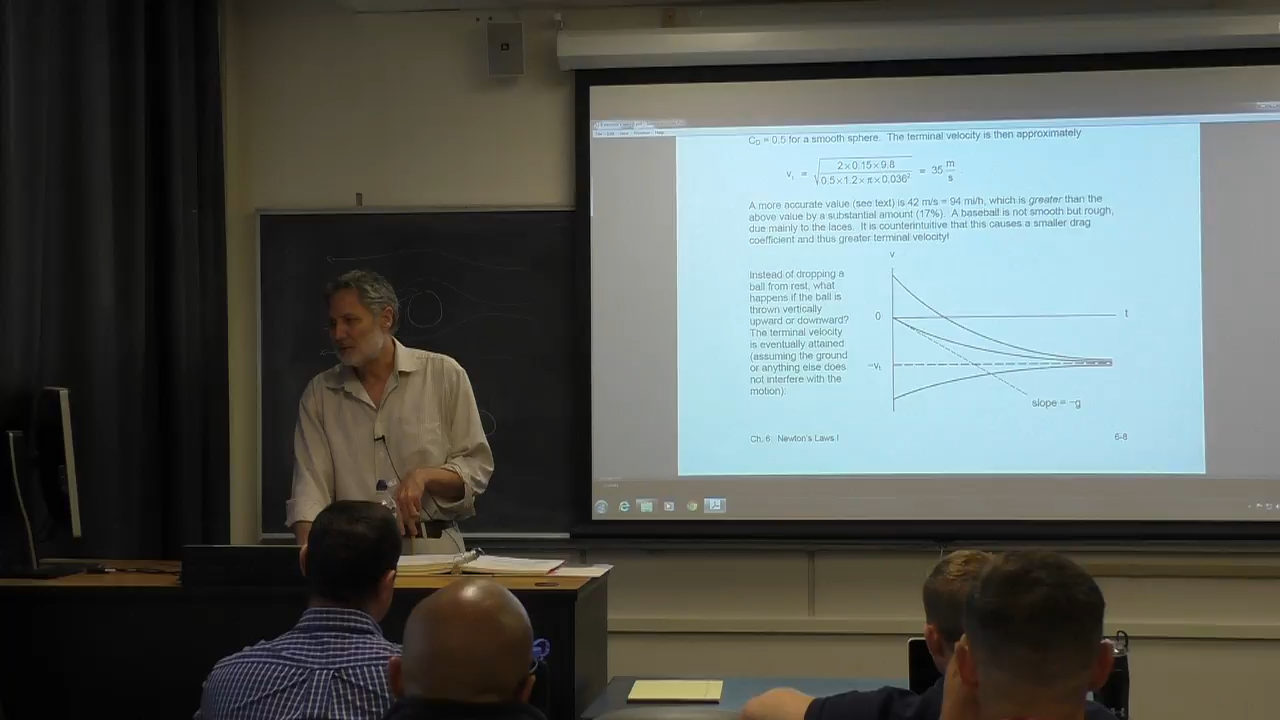 File Edit View Window Help
C_D = 0.5 for a smooth sphere. The terminal velocity is then approximately
v_t = √(2×0.15×9.8 / 0.5×1.2×π×0.036²) = 35 m/s
A more accurate value (see text) is 42 m/s = 94 mi/h, which is greater than the
above value by a substantial amount (17%). A baseball is not smooth but rough,
due mainly to the laces. It is counterintuitive that this causes a smaller drag
coefficient and thus greater terminal velocity!
Instead of dropping a
ball from rest, what
happens if the ball is
thrown vertically
upward or downward?
The terminal velocity
is eventually attained
(assuming the ground
or anything else does
not interfere with the
motion):
v
0
t
−v_t
slope = −g
Ch. 6: Newton's Laws I
6-8